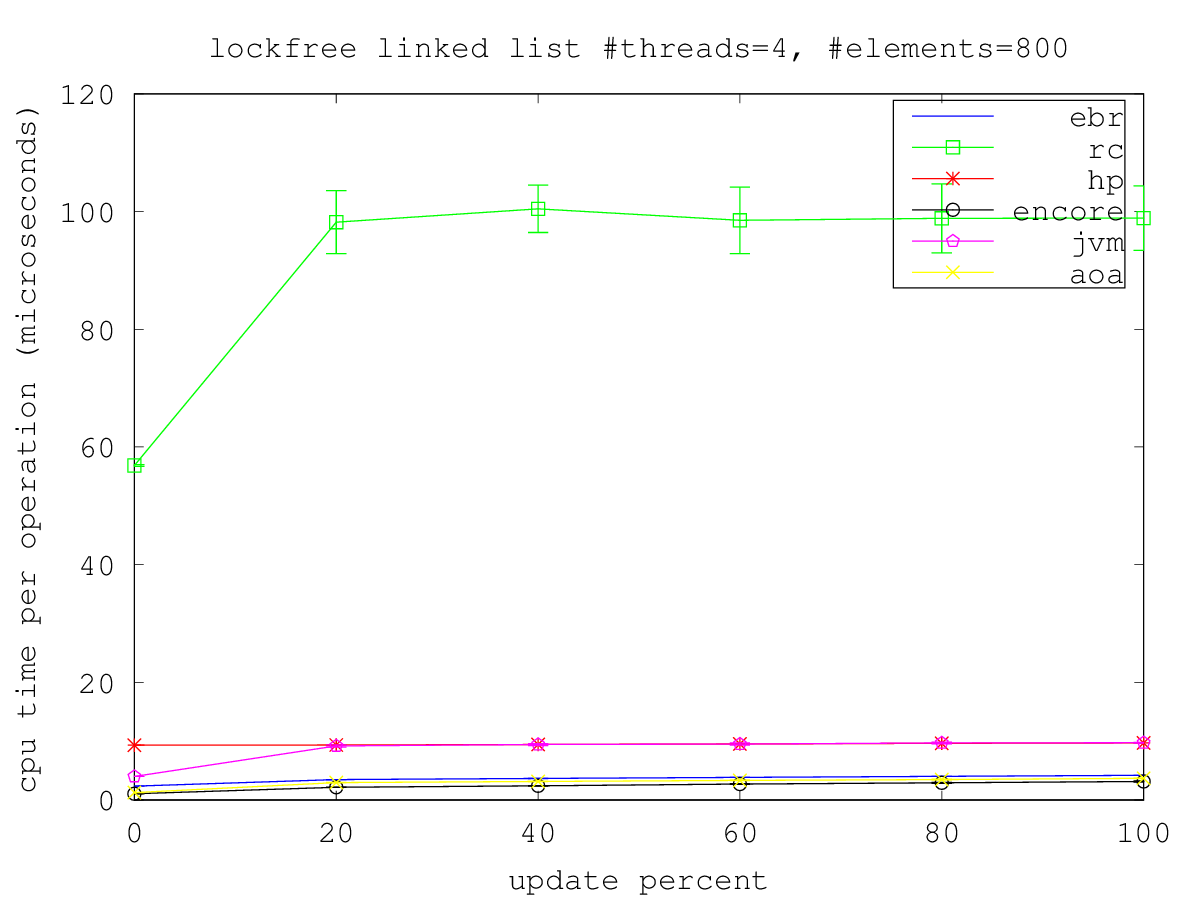 lockfree linked list #threads=4, #elements=800
cpu time per operation (microseconds)
120
100
80
60
40
20
0
ebr
rc
hp
encore
jvm
aoa
0 20 40 60 80 100
update percent